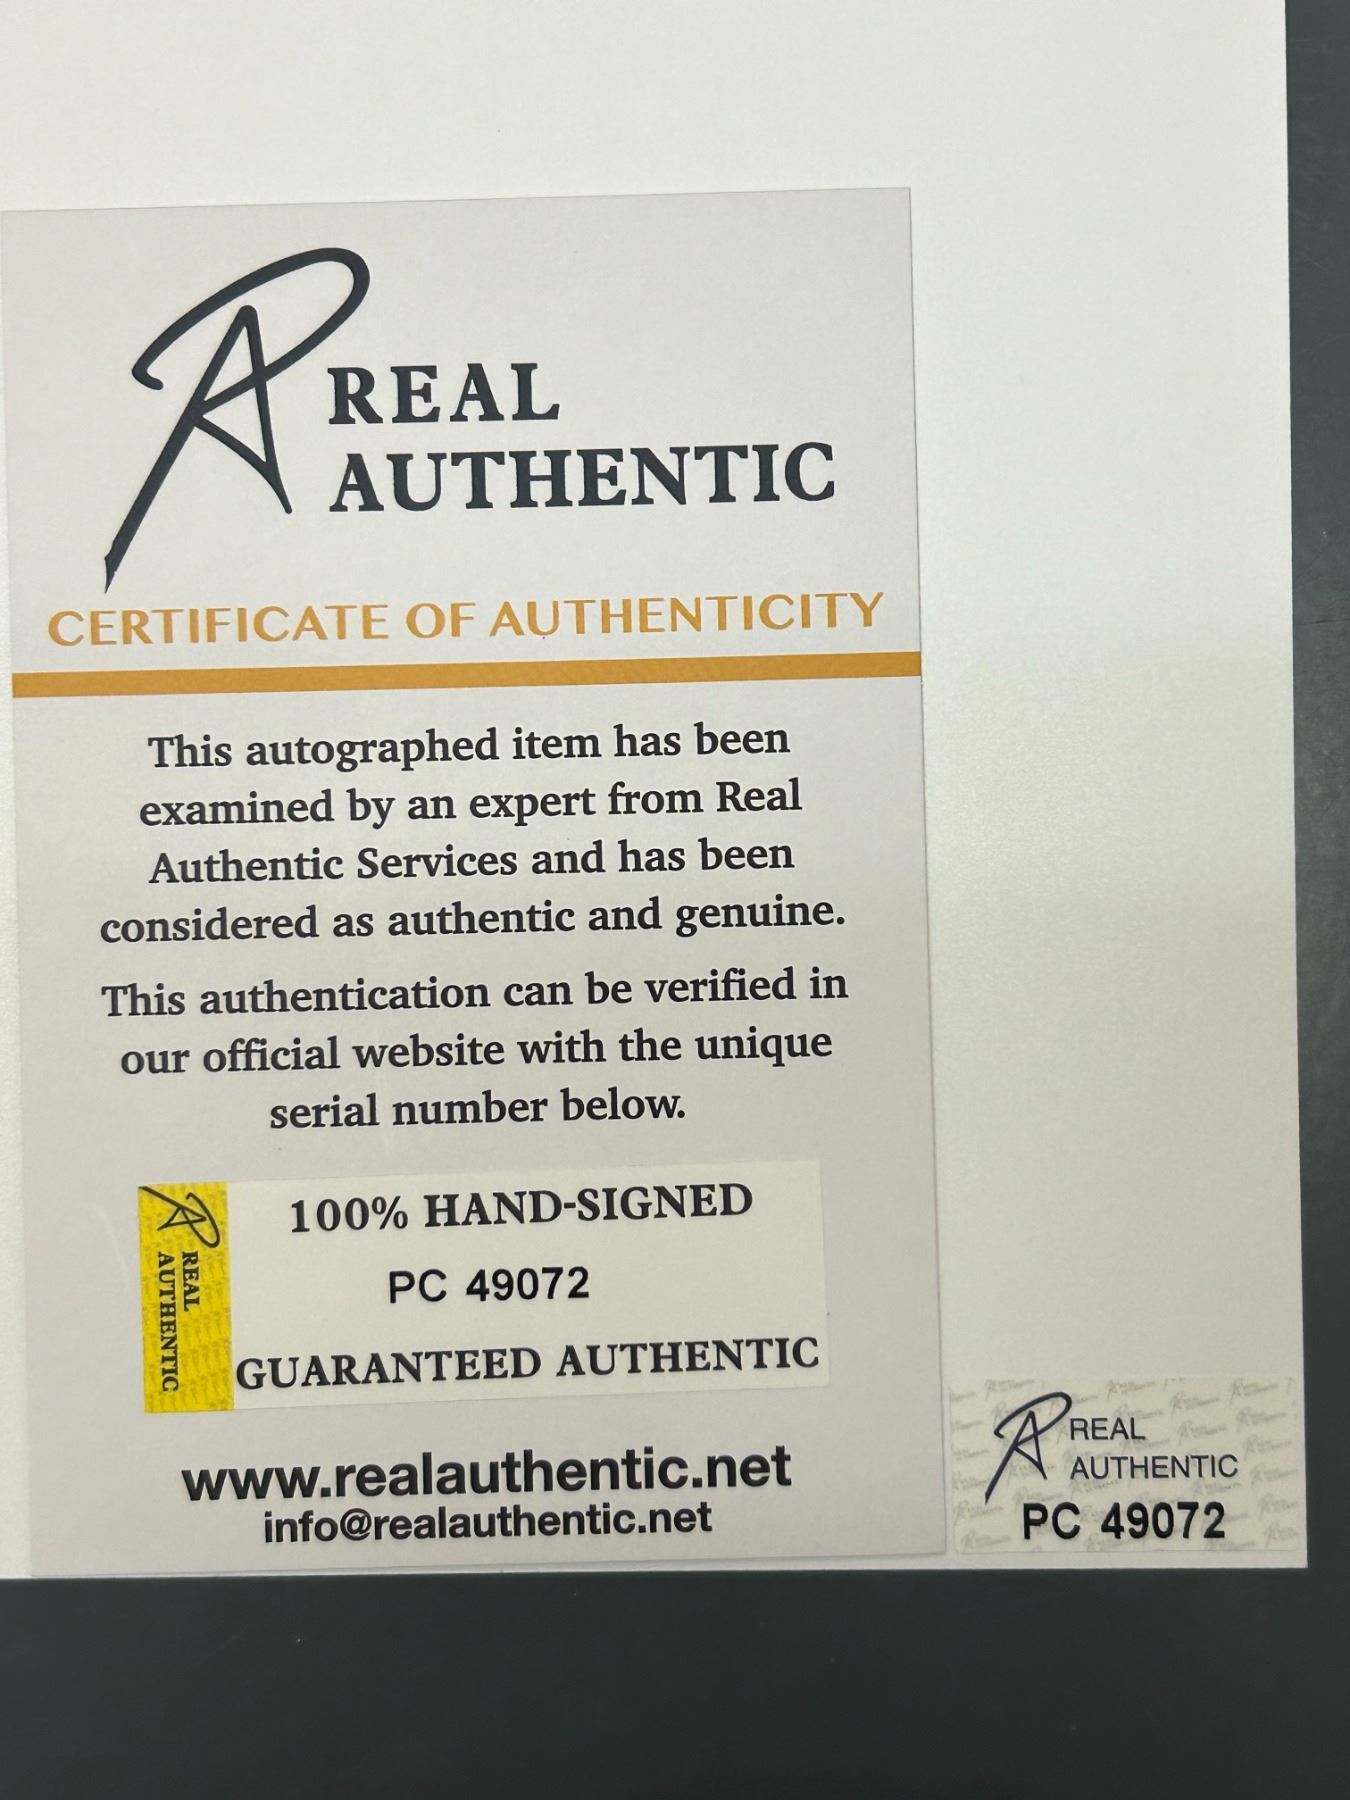 REAL
AUTHENTIC
CERTIFICATE OF AUTHENTICITY
This autographed item has been
examined by an expert from Real
Authentic Services and has been
considered as authentic and genuine.
This authentication can be verified in
our official website with the unique
serial number below.
REAL
AUTHENTIC
100% HAND-SIGNED
PC 49072
GUARANTEED AUTHENTIC
www.realauthentic.net
info@realauthentic.net
REAL
AUTHENTIC
PC 49072